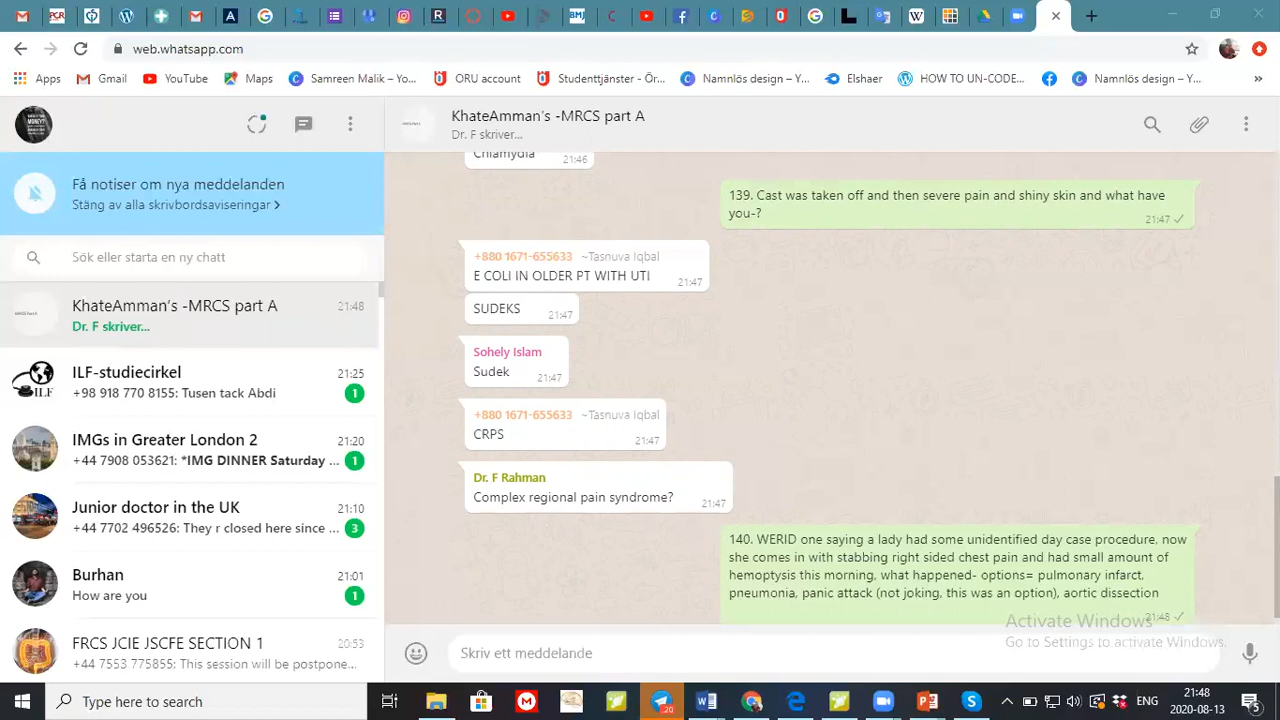 web.whatsapp.com
Apps
Gmail
YouTube
Maps
Samreen Malik – Yo...
ORU account
Studenttjänster - Ör...
Namnlös design – Y...
Elshaer
HOW TO UN-CODE...
Namnlös design – Y...
»
Få notiser om nya meddelanden
Stäng av alla skrivbordsaviseringar >
Sök eller starta en ny chatt
KhateAmman's -MRCS part A 21:48
Dr. F skriver...
ILF-studiecirkel 21:25
+98 918 770 8155: Tusen tack Abdi 1
IMGs in Greater London 2 21:20
+44 7908 053621: *IMG DINNER Saturday ... 1
Junior doctor in the UK 21:10
+44 7702 496526: They r closed here since ... 3
Burhan 21:01
How are you 1
FRCS JCIE JSCFE SECTION 1 20:53
+44 7553 775855: This session will be postpone...
KhateAmman's -MRCS part A
Dr. F skriver...
Chlamydia 21:46
139. Cast was taken off and then severe pain and shiny skin and what have
you-? 21:47
+880 1671-655633 ~Tasnuva Iqbal
E COLI IN OLDER PT WITH UTI 21:47
SUDEKS 21:47
Sohely Islam
Sudek 21:47
+880 1671-655633 ~Tasnuva Iqbal
CRPS 21:47
Dr. F Rahman
Complex regional pain syndrome? 21:47
140. WERID one saying a lady had some unidentified day case procedure, now
she comes in with stabbing right sided chest pain and had small amount of
hemoptysis this morning, what happened- options= pulmonary infarct,
pneumonia, panic attack (not joking, this was an option), aortic dissection
21:48
Activate Windows
Go to Settings to activate Windows.
Skriv ett meddelande
Type here to search
ENG
21:48
2020-08-13